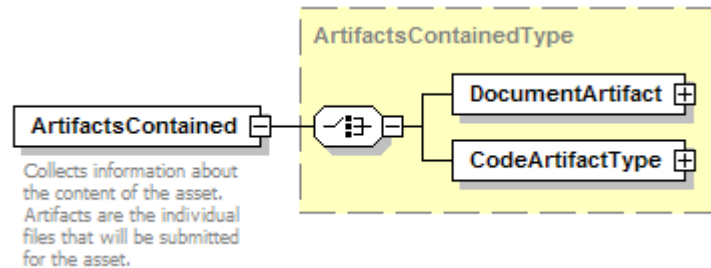 ArtifactsContainedType
DocumentArtifact
ArtifactsContained
CodeArtifactType
Collects information about
the content of the asset.
Artifacts are the individual
files that will be submitted
for the asset.